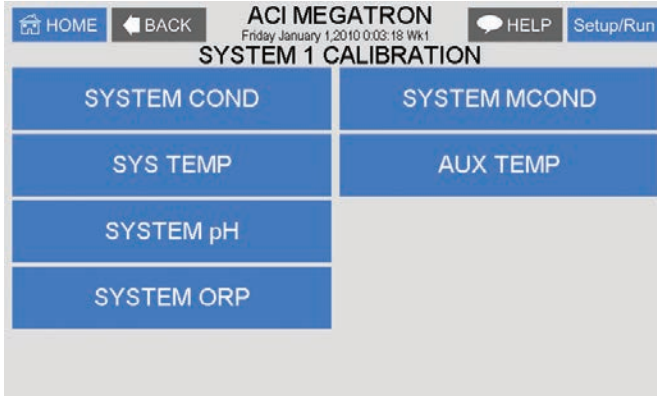 HOME BACK ACI MEGATRON HELP Setup/Run
Friday January 1,2010 0:03:18 Wk1
SYSTEM 1 CALIBRATION
SYSTEM COND SYSTEM MCOND
SYS TEMP AUX TEMP
SYSTEM pH
SYSTEM ORP